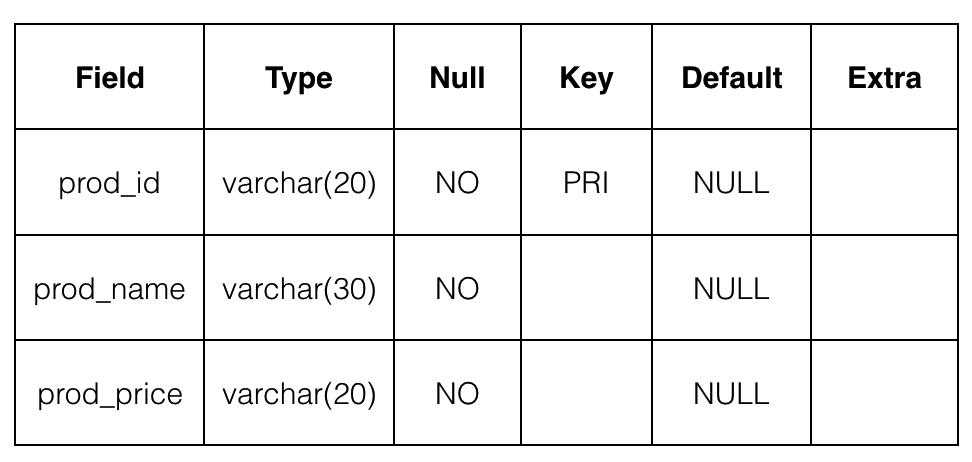 Field Type Null Key Default Extra
prod_id varchar(20) NO PRI NULL
prod_name varchar(30) NO NULL
prod_price varchar(20) NO NULL